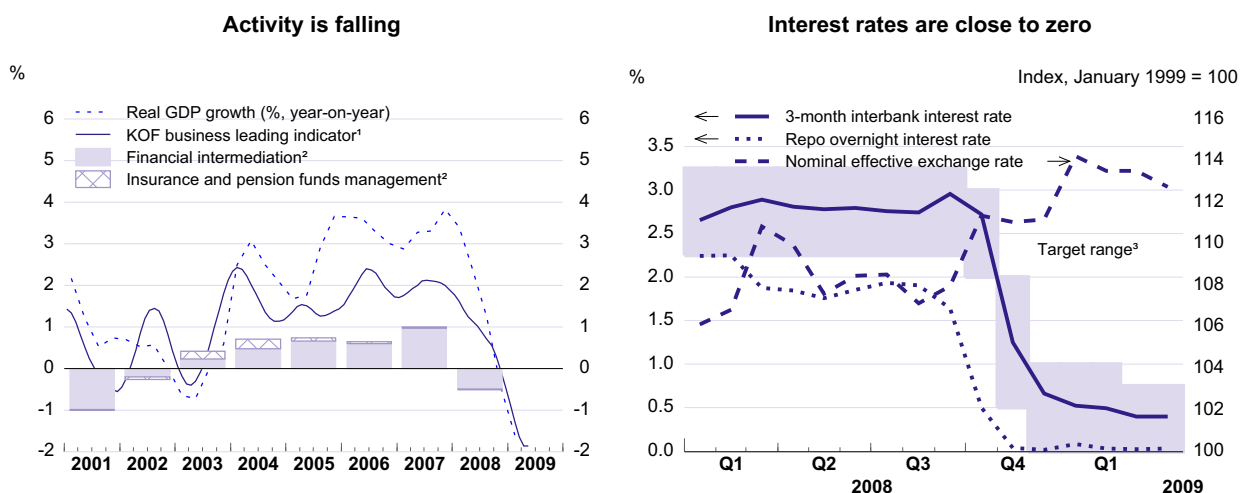 Activity is falling
%
6 6
Real GDP growth (%, year-on-year)
KOF business leading indicator¹
5 5
Financial intermediation²
4 4
Insurance and pension funds management²
3 3
2 2
1 1
0 0
-1 -1
-2 -2
2001 2002 2003 2004 2005 2006 2007 2008 2009
Interest rates are close to zero
% Index, January 1999 = 100
3-month interbank interest rate 116
Repo overnight interest rate
3.5 Nominal effective exchange rate 114
3.0 112
2.5 Target range³ 110
2.0 108
1.5 106
1.0 104
0.5 102
0.0 100
Q1 Q2 Q3 Q4 Q1
2008 2009